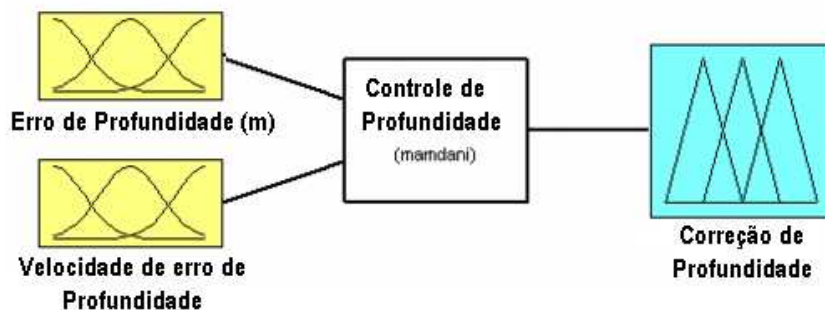 Erro de Profundidade (m)
Velocidade de erro de
Profundidade
Controle de
Profundidade
(mamdani)
Correção de
Profundidade